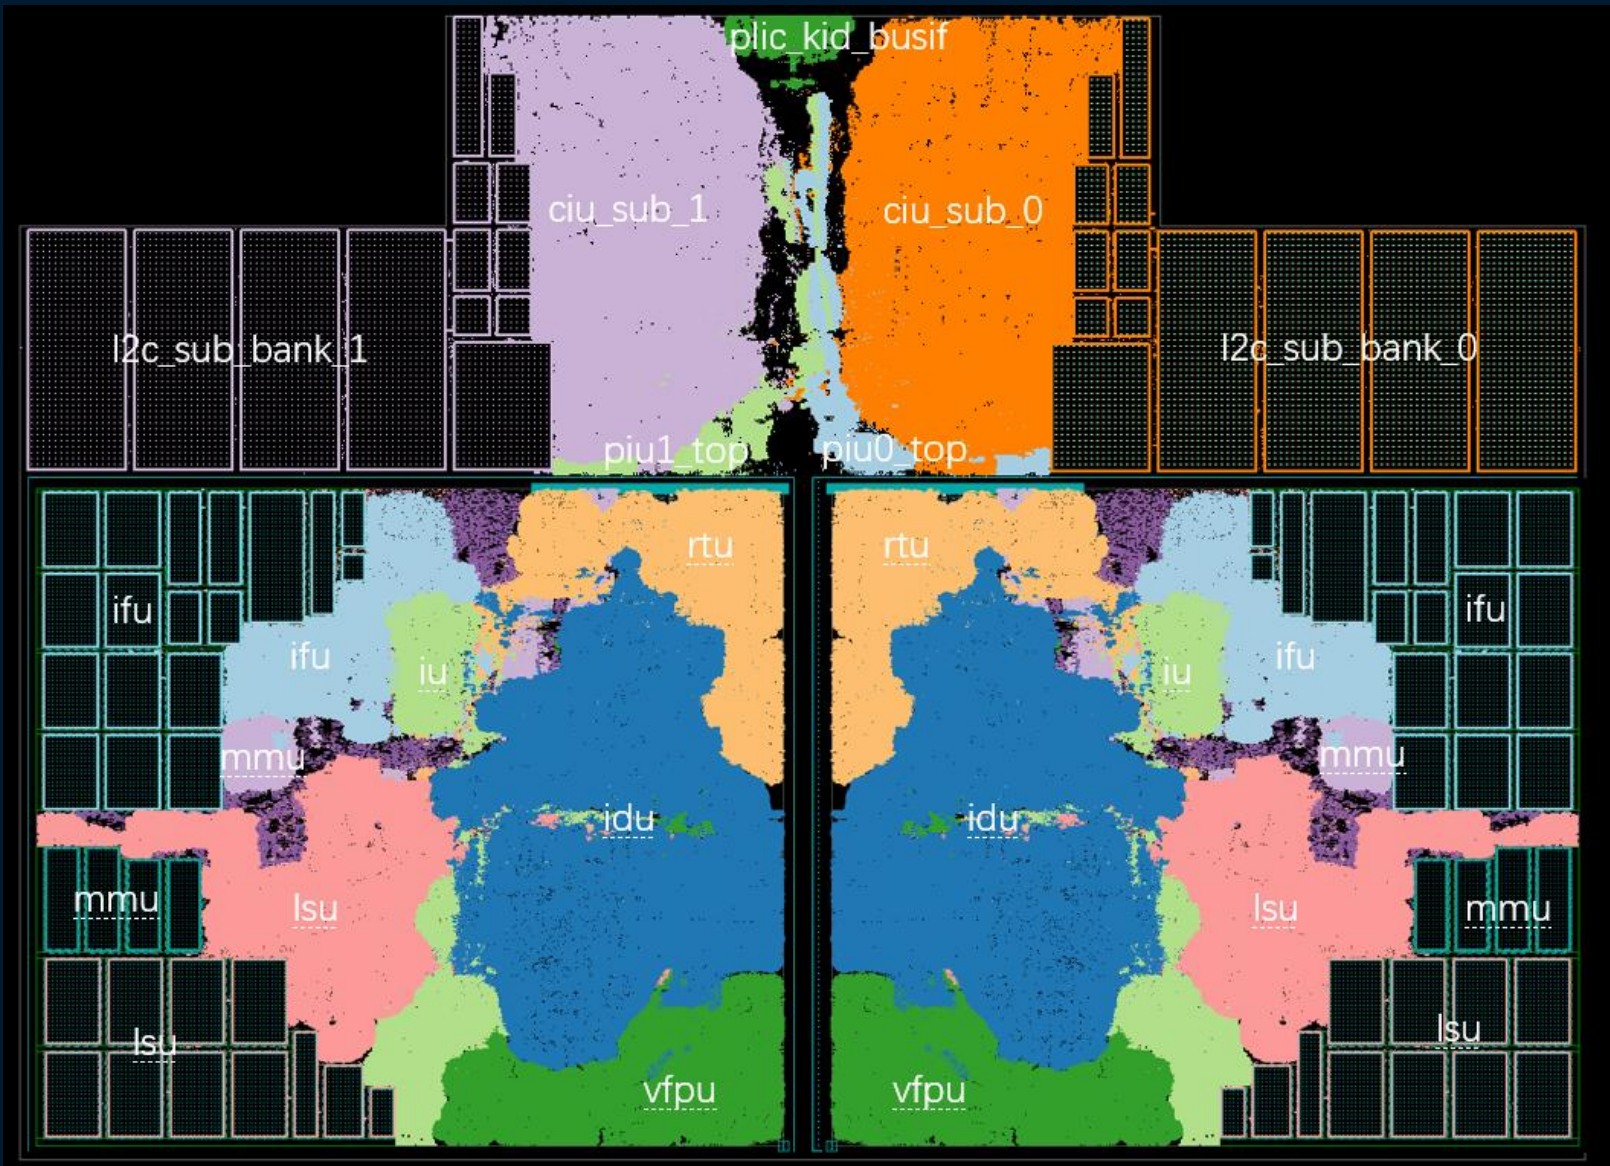 plic_kid_busif
ciu_sub_1
ciu_sub_0
l2c_sub_bank_1
l2c_sub_bank_0
piu1_top
piu0_top
rtu
rtu
ifu
ifu
ifu
ifu
iu
iu
mmu
mmu
idu
idu
mmu
lsu
lsu
mmu
lsu
lsu
vfpu
vfpu